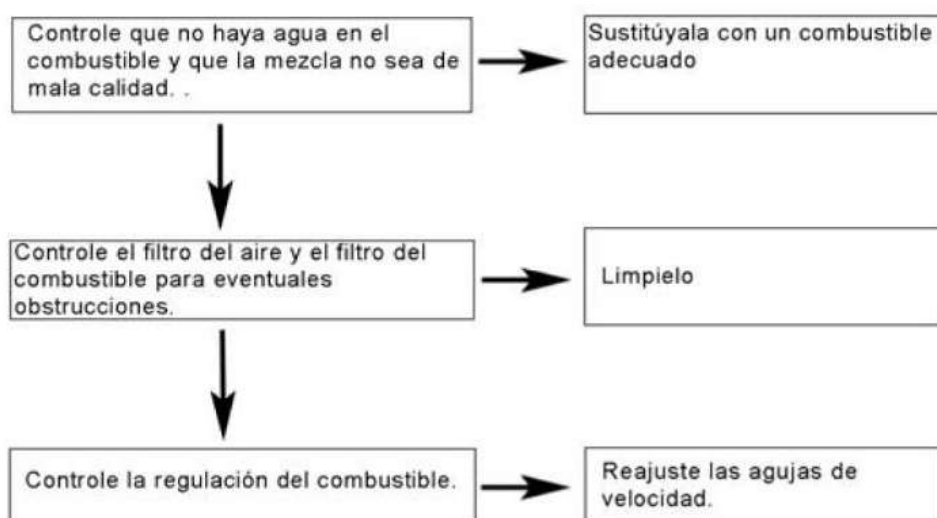 Controle que no haya agua en el
combustible y que la mezcla no sea de
mala calidad. .
Sustitúyala con un combustible
adecuado
Controle el filtro del aire y el filtro del
combustible para eventuales
obstrucciones.
Limpielo
Controle la regulación del combustible.
Reajuste las agujas de
velocidad.